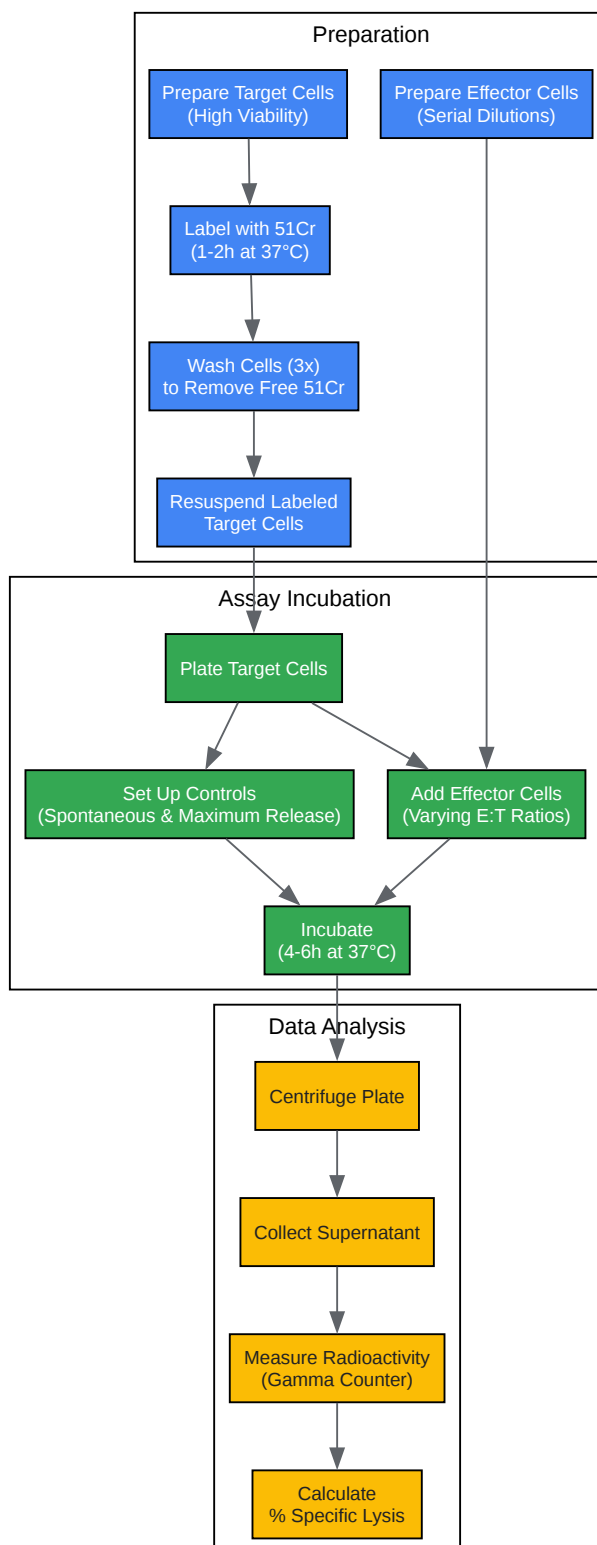 Preparation
Prepare Target Cells
(High Viability)
Prepare Effector Cells
(Serial Dilutions)
Label with 51Cr
(1-2h at 37°C)
Wash Cells (3x)
to Remove Free 51Cr
Resuspend Labeled
Target Cells
Assay Incubation
Plate Target Cells
Set Up Controls
(Spontaneous & Maximum Release)
Add Effector Cells
(Varying E:T Ratios)
Incubate
(4-6h at 37°C)
Data Analysis
Centrifuge Plate
Collect Supernatant
Measure Radioactivity
(Gamma Counter)
Calculate
% Specific Lysis